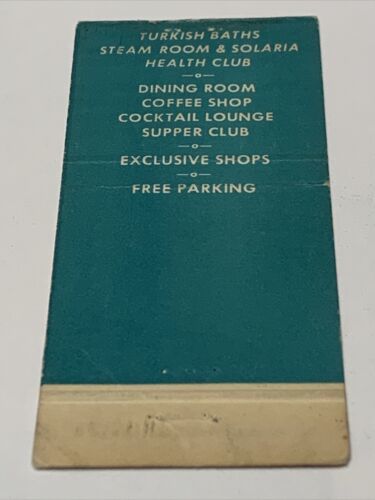 TURKISH BATHS
STEAM ROOM & SOLARIA
HEALTH CLUB
—o—
DINING ROOM
COFFEE SHOP
COCKTAIL LOUNGE
SUPPER CLUB
—o—
EXCLUSIVE SHOPS
—o—
FREE PARKING